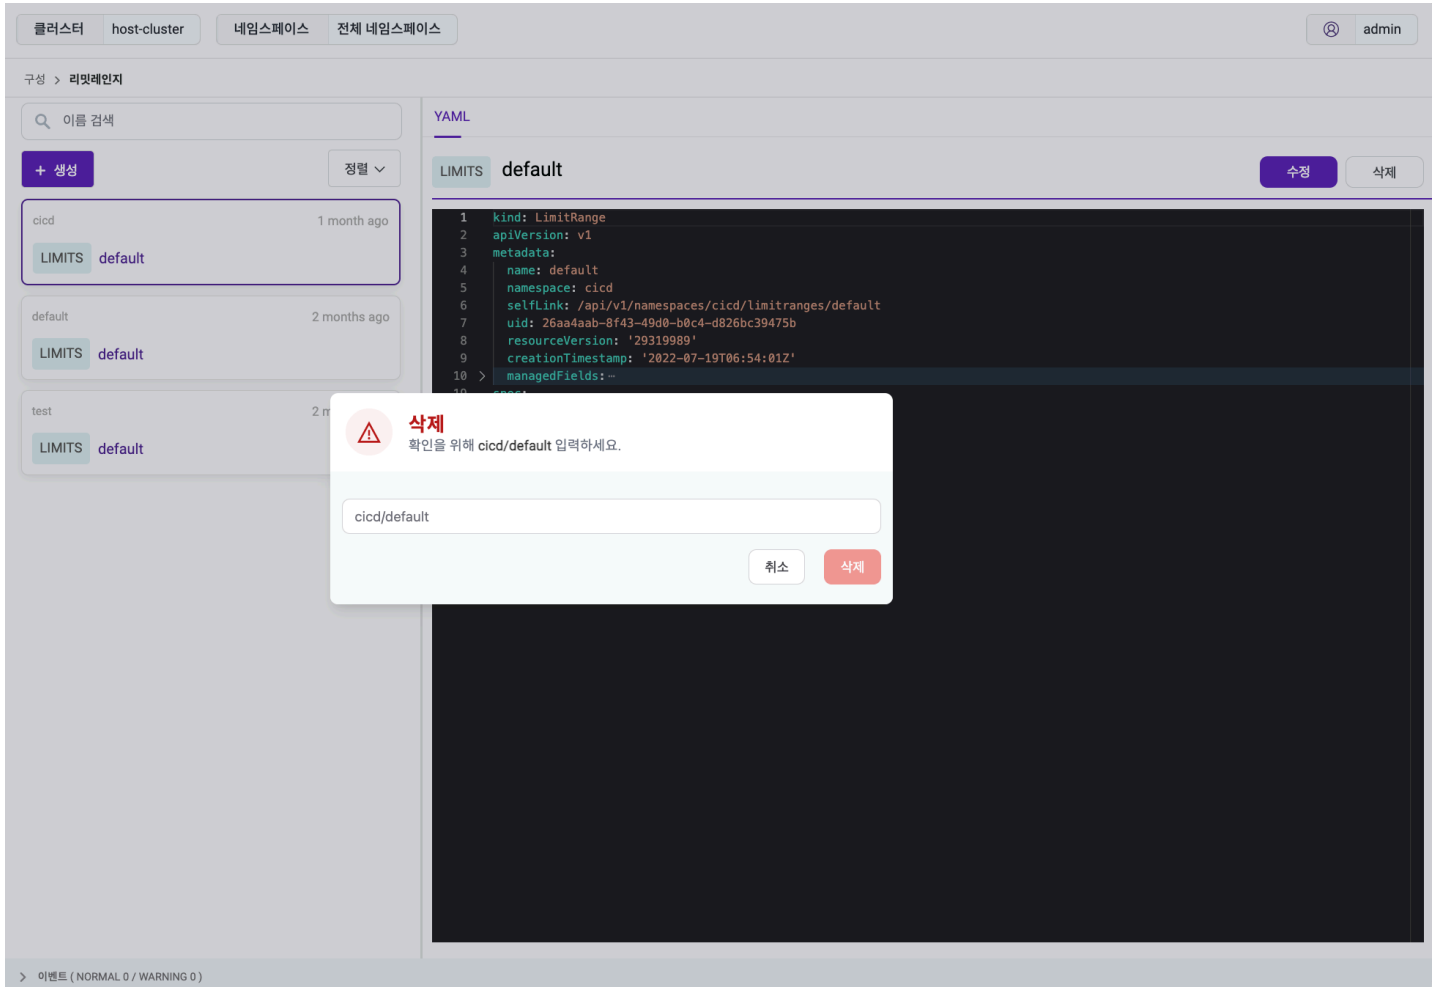 클러스터 host-cluster 네임스페이스 전체 네임스페이스 admin
구성 > 리밋레인지
이름 검색
+ 생성 정렬
cicd 1 month ago
LIMITS default
default 2 months ago
LIMITS default
test 2 m
LIMITS default
YAML
LIMITS default 수정 삭제
1 kind: LimitRange
2 apiVersion: v1
3 metadata:
4 name: default
5 namespace: cicd
6 selfLink: /api/v1/namespaces/cicd/limitranges/default
7 uid: 26aa4aab-8f43-49d0-b0c4-d826bc39475b
8 resourceVersion: '29319989'
9 creationTimestamp: '2022-07-19T06:54:01Z'
10 > managedFields:⋯
19 spec:
삭제
확인을 위해 cicd/default 입력하세요.
cicd/default
취소 삭제
> 이벤트 ( NORMAL 0 / WARNING 0 )